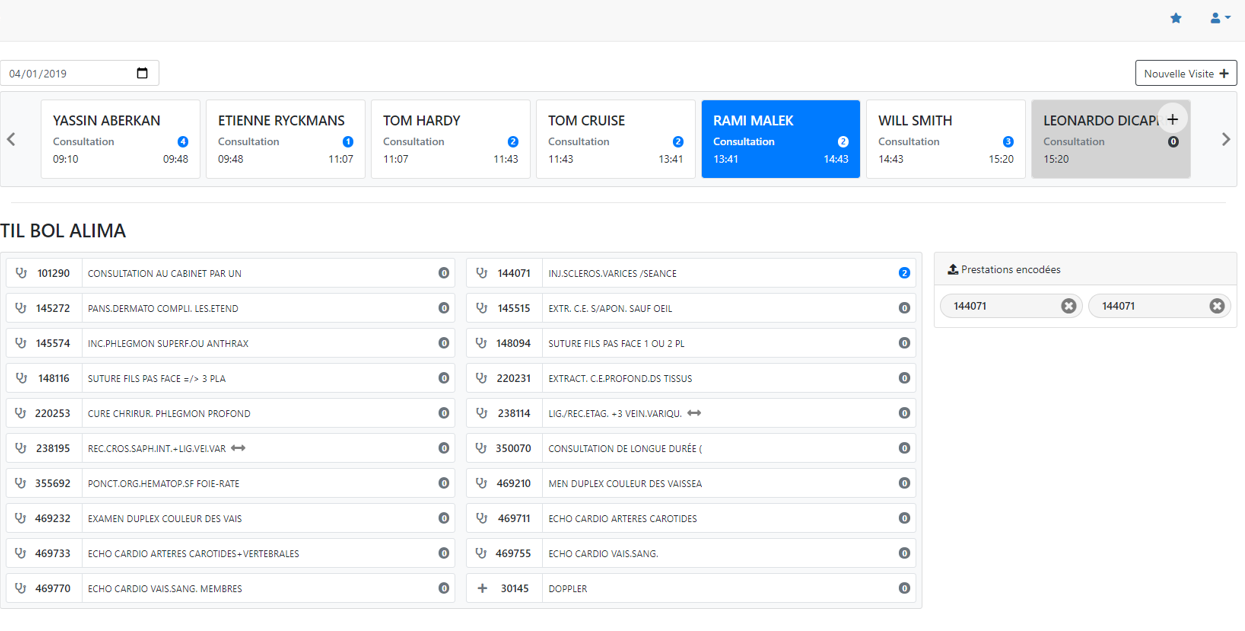 04/01/2019
Nouvelle Visite
YASSIN ABERKAN
Consultation 4
09:10 09:48
ETIENNE RYCKMANS
Consultation 1
09:48 11:07
TOM HARDY
Consultation 2
11:07 11:43
TOM CRUISE
Consultation 2
11:43 13:41
RAMI MALEK
Consultation 2
13:41 14:43
WILL SMITH
Consultation 3
14:43 15:20
LEONARDO DICAP
Consultation 0
15:20
TIL BOL ALIMA
101290 CONSULTATION AU CABINET PAR UN 0
144071 INJ.SCLEROS.VARICES /SEANCE 2
145272 PANS.DERMATO COMPLI. LES.ETEND 0
145515 EXTR. C.E. S/APON. SAUF OEIL 0
145574 INC.PHLEGMON SUPERF.OU ANTHRAX 0
148094 SUTURE FILS PAS FACE 1 OU 2 PL 0
148116 SUTURE FILS PAS FACE =/> 3 PLA 0
220231 EXTRACT. C.E.PROFOND.DS TISSUS 0
220253 CURE CHRIRUR. PHLEGMON PROFOND 0
238114 LIG./REC.ETAG. +3 VEIN.VARIQU. 0
238195 REC.CROS.SAPH.INT.+LIG.VEI.VAR 0
350070 CONSULTATION DE LONGUE DURÉE ( 0
355692 PONCT.ORG.HEMATOP.SF FOIE-RATE 0
469210 MEN DUPLEX COULEUR DES VAISSEA 0
469232 EXAMEN DUPLEX COULEUR DES VAIS 0
469711 ECHO CARDIO ARTERES CAROTIDES 0
469733 ECHO CARDIO ARTERES CAROTIDES+VERTEBRALES 0
469755 ECHO CARDIO VAIS.SANG. 0
469770 ECHO CARDIO VAIS.SANG. MEMBRES 0
30145 DOPPLER 0
Prestations encodées
144071 144071